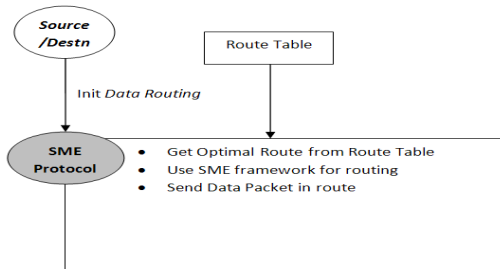 Source
/Destn
Route Table
Init Data Routing
SME
Protocol
• Get Optimal Route from Route Table
• Use SME framework for routing
• Send Data Packet in route